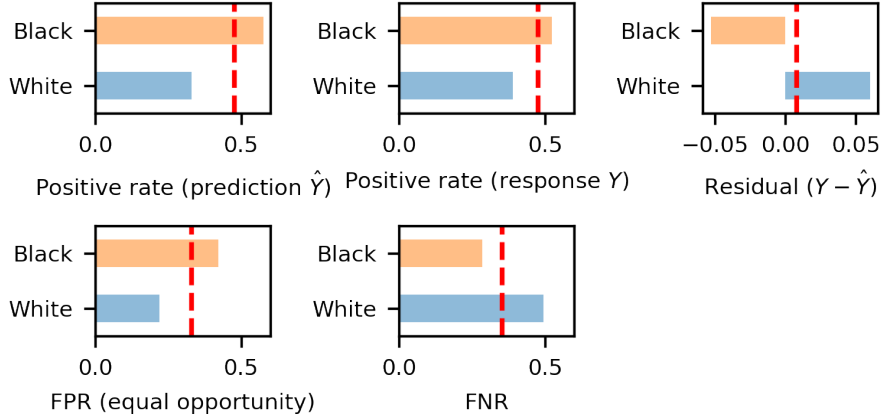 Black
White
0.0 0.5
Positive rate (prediction Ŷ)
Black
White
0.0 0.5
Positive rate (response Y)
Black
White
−0.05 0.00 0.05
Residual (Y − Ŷ)
Black
White
0.0 0.5
FPR (equal opportunity)
Black
White
0.0 0.5
FNR